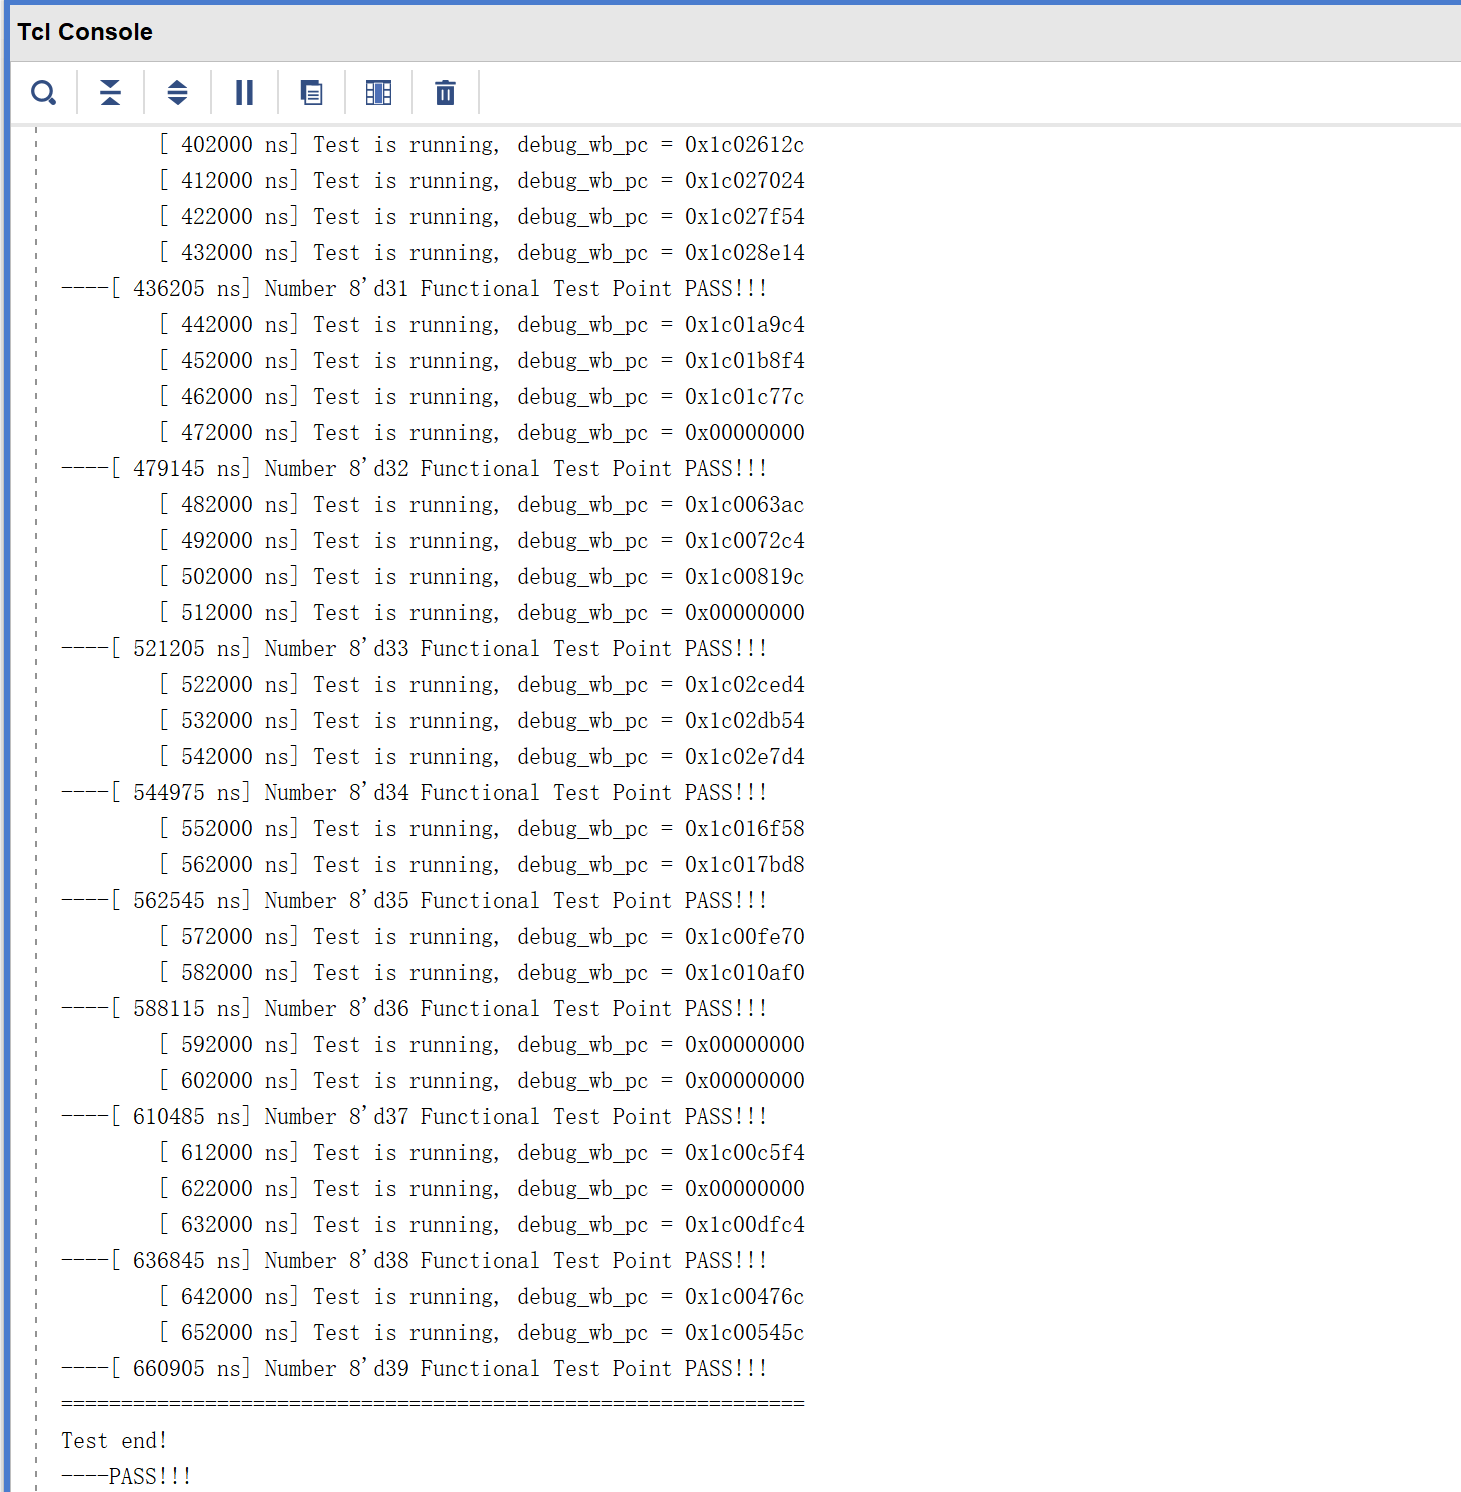 Tcl Console
[ 402000 ns] Test is running, debug_wb_pc = 0x1c02612c
[ 412000 ns] Test is running, debug_wb_pc = 0x1c027024
[ 422000 ns] Test is running, debug_wb_pc = 0x1c027f54
[ 432000 ns] Test is running, debug_wb_pc = 0x1c028e14
----[ 436205 ns] Number 8'd31 Functional Test Point PASS!!!
[ 442000 ns] Test is running, debug_wb_pc = 0x1c01a9c4
[ 452000 ns] Test is running, debug_wb_pc = 0x1c01b8f4
[ 462000 ns] Test is running, debug_wb_pc = 0x1c01c77c
[ 472000 ns] Test is running, debug_wb_pc = 0x00000000
----[ 479145 ns] Number 8'd32 Functional Test Point PASS!!!
[ 482000 ns] Test is running, debug_wb_pc = 0x1c0063ac
[ 492000 ns] Test is running, debug_wb_pc = 0x1c0072c4
[ 502000 ns] Test is running, debug_wb_pc = 0x1c00819c
[ 512000 ns] Test is running, debug_wb_pc = 0x00000000
----[ 521205 ns] Number 8'd33 Functional Test Point PASS!!!
[ 522000 ns] Test is running, debug_wb_pc = 0x1c02ced4
[ 532000 ns] Test is running, debug_wb_pc = 0x1c02db54
[ 542000 ns] Test is running, debug_wb_pc = 0x1c02e7d4
----[ 544975 ns] Number 8'd34 Functional Test Point PASS!!!
[ 552000 ns] Test is running, debug_wb_pc = 0x1c016f58
[ 562000 ns] Test is running, debug_wb_pc = 0x1c017bd8
----[ 562545 ns] Number 8'd35 Functional Test Point PASS!!!
[ 572000 ns] Test is running, debug_wb_pc = 0x1c00fe70
[ 582000 ns] Test is running, debug_wb_pc = 0x1c010af0
----[ 588115 ns] Number 8'd36 Functional Test Point PASS!!!
[ 592000 ns] Test is running, debug_wb_pc = 0x00000000
[ 602000 ns] Test is running, debug_wb_pc = 0x00000000
----[ 610485 ns] Number 8'd37 Functional Test Point PASS!!!
[ 612000 ns] Test is running, debug_wb_pc = 0x1c00c5f4
[ 622000 ns] Test is running, debug_wb_pc = 0x00000000
[ 632000 ns] Test is running, debug_wb_pc = 0x1c00dfc4
----[ 636845 ns] Number 8'd38 Functional Test Point PASS!!!
[ 642000 ns] Test is running, debug_wb_pc = 0x1c00476c
[ 652000 ns] Test is running, debug_wb_pc = 0x1c00545c
----[ 660905 ns] Number 8'd39 Functional Test Point PASS!!!
==============================================================
Test end!
----PASS!!!